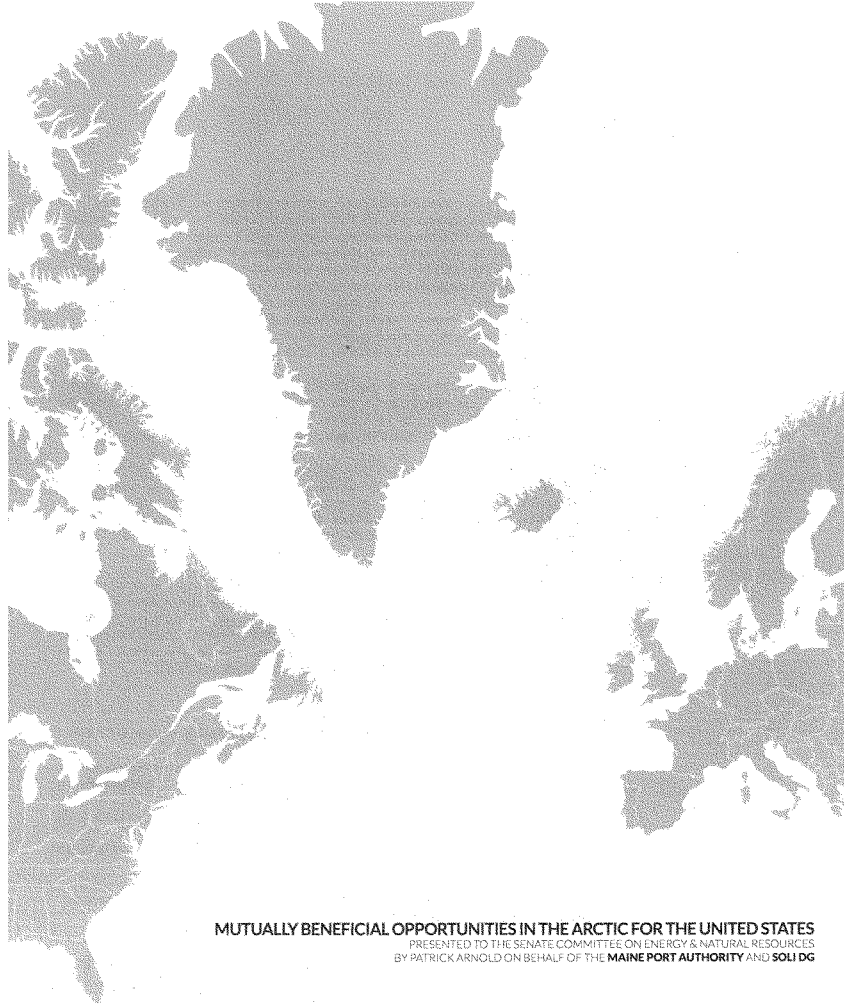 MUTUALLY BENEFICIAL OPPORTUNITIES IN THE ARCTIC FOR THE UNITED STATES
PRESENTED TO THE SENATE COMMITTEE ON ENERGY & NATURAL RESOURCES
BY PATRICK ARNOLD ON BEHALF OF THE MAINE PORT AUTHORITY AND SOLI DG